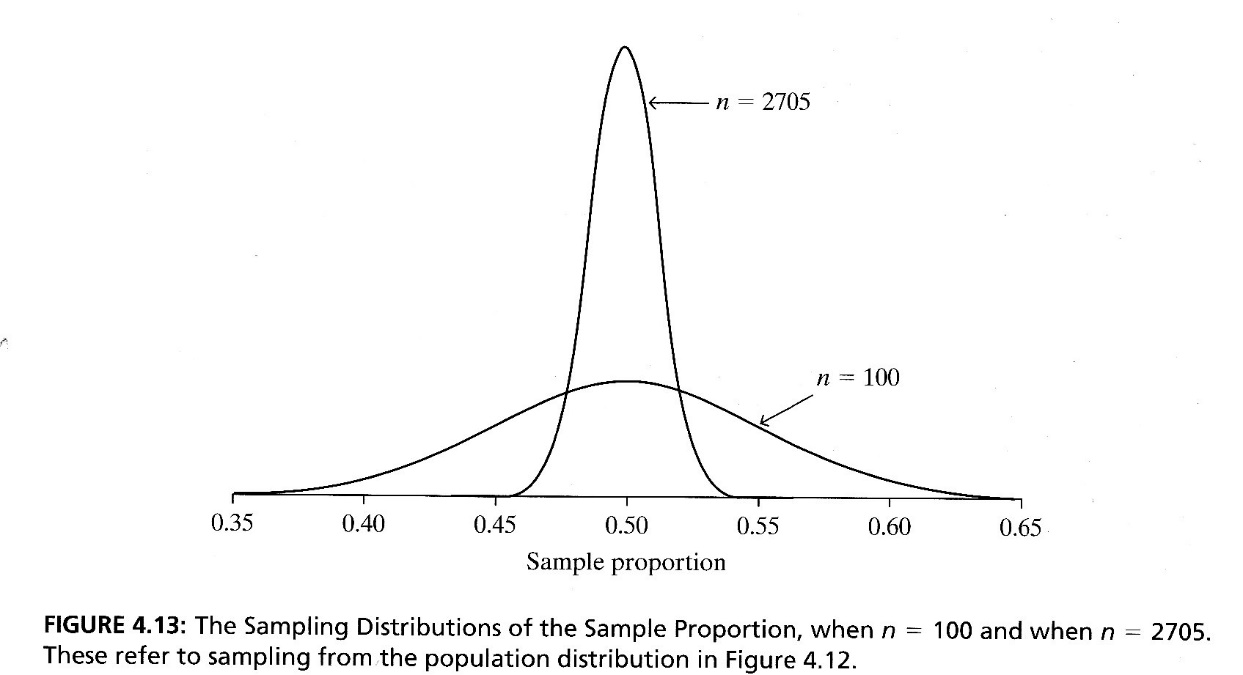 n = 2705
n = 100
0.35 0.40 0.45 0.50 0.55 0.60 0.65
Sample proportion
FIGURE 4.13: The Sampling Distributions of the Sample Proportion, when n = 100 and when n = 2705.
These refer to sampling from the population distribution in Figure 4.12.